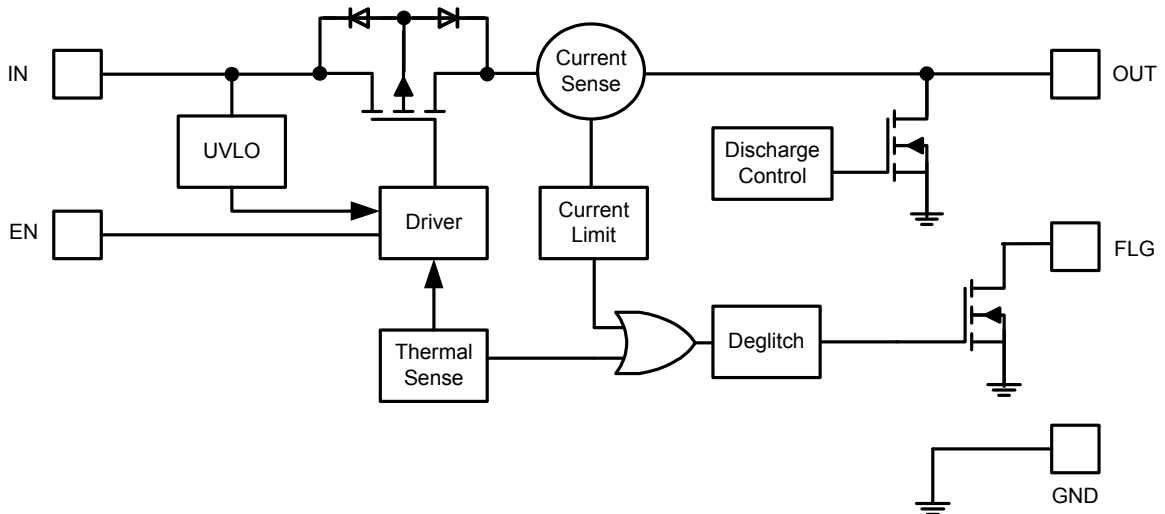 IN
Current
Sense
OUT
UVLO
Discharge
Control
EN
Driver
Current
Limit
FLG
Thermal
Sense
Deglitch
GND